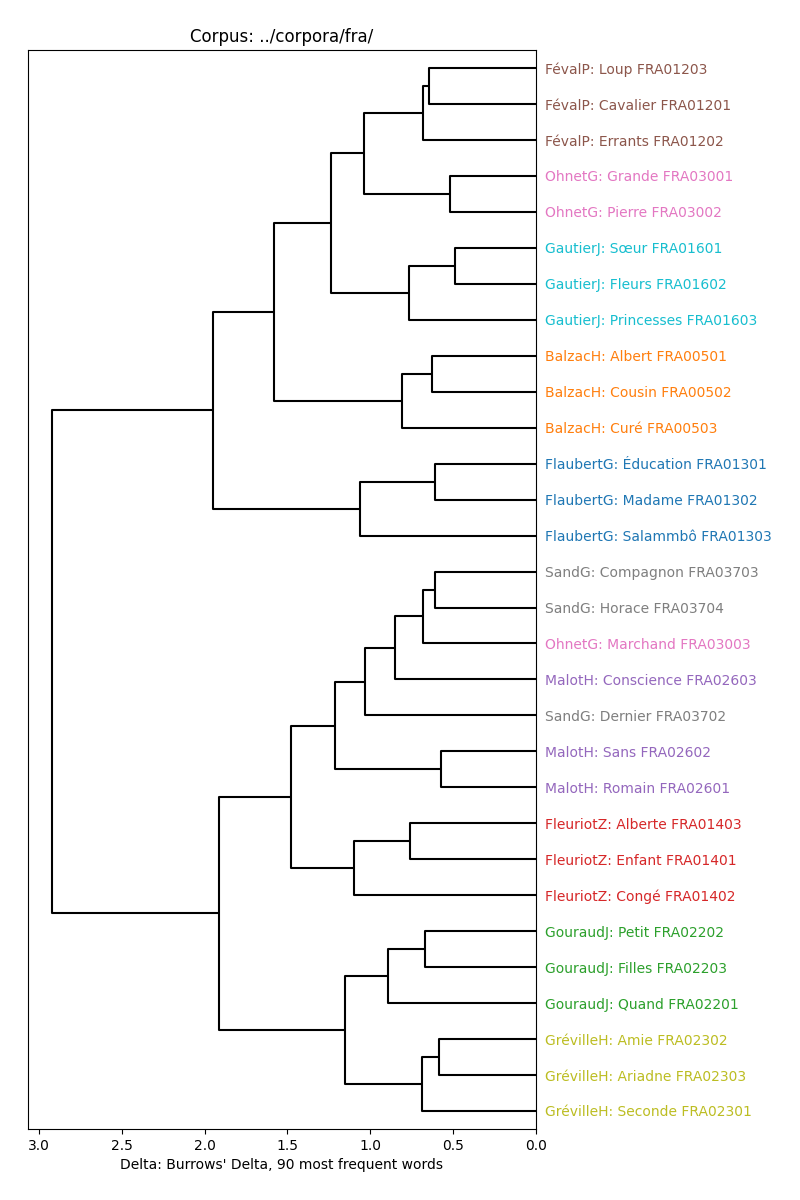 Corpus: ../corpora/fra/
FévalP: Loup FRA01203
FévalP: Cavalier FRA01201
FévalP: Errants FRA01202
OhnetG: Grande FRA03001
OhnetG: Pierre FRA03002
GautierJ: Sœur FRA01601
GautierJ: Fleurs FRA01602
GautierJ: Princesses FRA01603
BalzacH: Albert FRA00501
BalzacH: Cousin FRA00502
BalzacH: Curé FRA00503
FlaubertG: Éducation FRA01301
FlaubertG: Madame FRA01302
FlaubertG: Salammbô FRA01303
SandG: Compagnon FRA03703
SandG: Horace FRA03704
OhnetG: Marchand FRA03003
MalotH: Conscience FRA02603
SandG: Dernier FRA03702
MalotH: Sans FRA02602
MalotH: Romain FRA02601
FleuriotZ: Alberte FRA01403
FleuriotZ: Enfant FRA01401
FleuriotZ: Congé FRA01402
GouraudJ: Petit FRA02202
GouraudJ: Filles FRA02203
GouraudJ: Quand FRA02201
GrévilleH: Amie FRA02302
GrévilleH: Ariadne FRA02303
GrévilleH: Seconde FRA02301
3.0 2.5 2.0 1.5 1.0 0.5 0.0
Delta: Burrows' Delta, 90 most frequent words